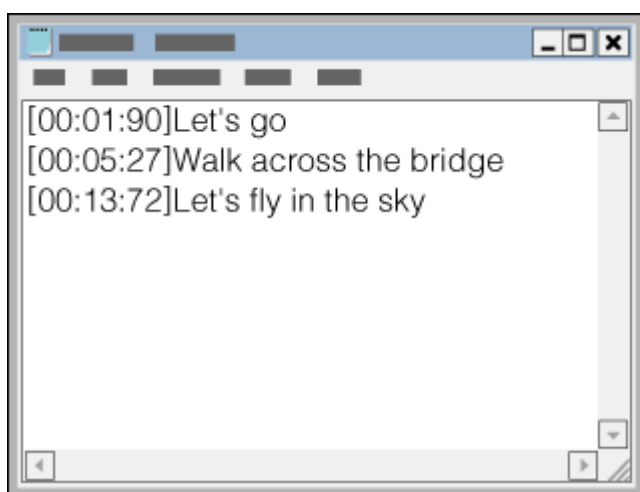 [00:01:90]Let's go
[00:05:27]Walk across the bridge
[00:13:72]Let's fly in the sky